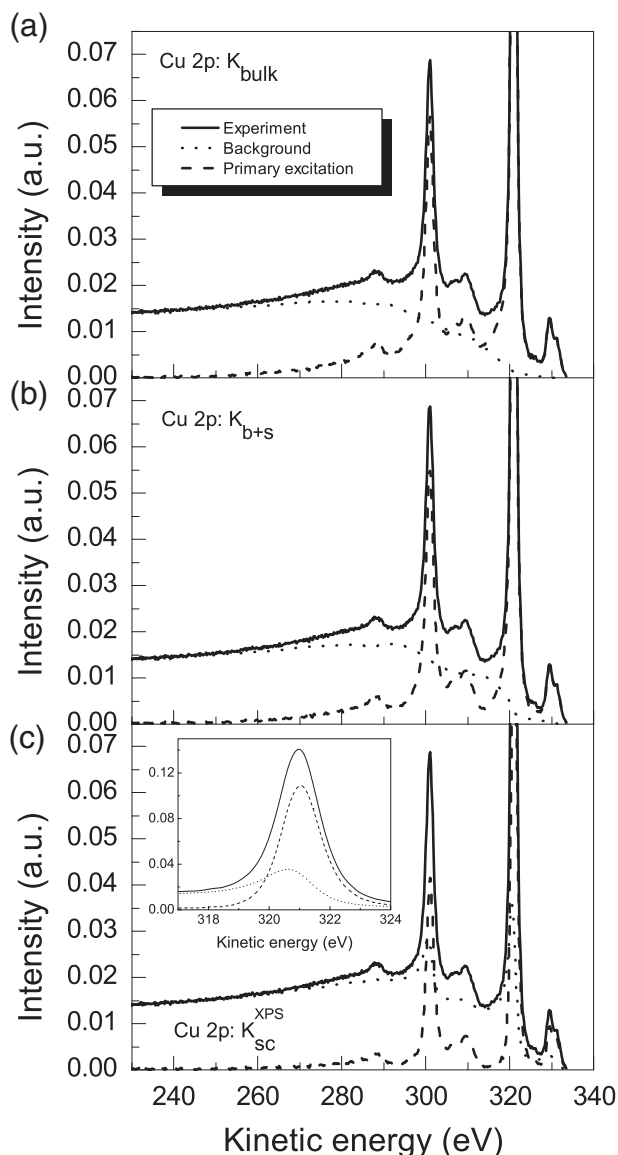 (a)
Cu 2p: K_bulk
Experiment
Background
Primary excitation
0.07
0.06
0.05
0.04
0.03
0.02
0.01
0.00
Intensity (a.u.)
(b)
Cu 2p: K_b+s
0.07
0.06
0.05
0.04
0.03
0.02
0.01
0.00
Intensity (a.u.)
(c)
0.07
0.06
0.05
0.04
0.03
0.02
0.01
0.00
Intensity (a.u.)
0.12
0.08
0.04
0.00
318 320 322 324
Kinetic energy (eV)
Cu 2p: K_sc^XPS
240 260 280 300 320 340
Kinetic energy (eV)